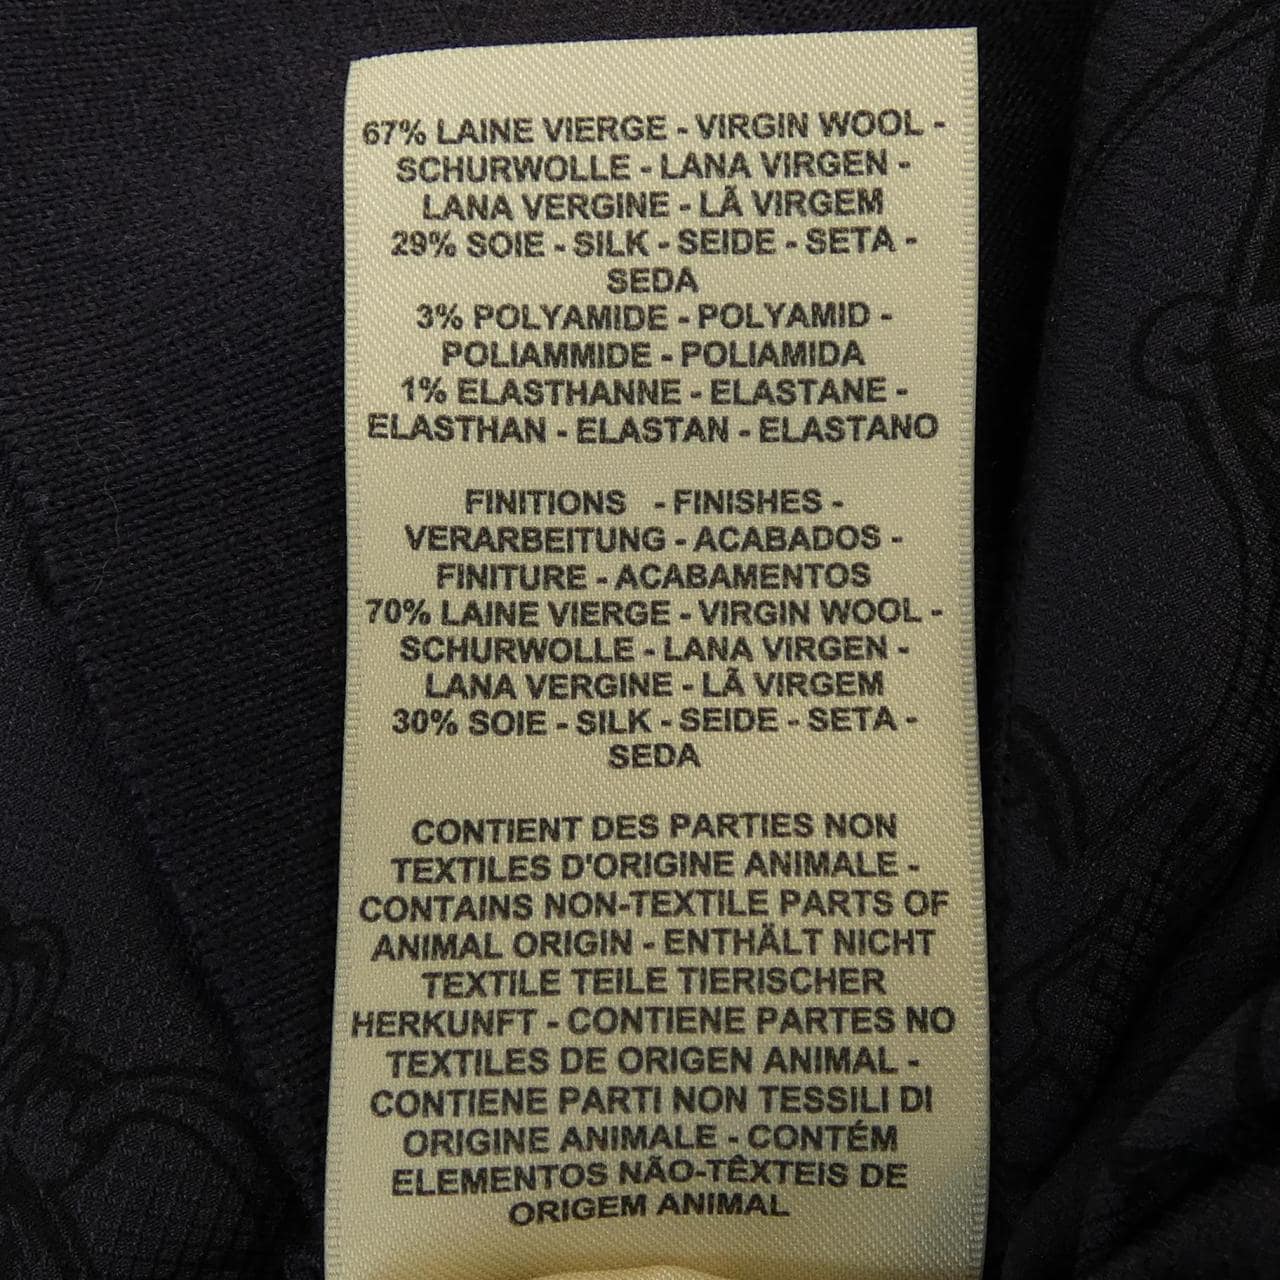 67% LAINE VIERGE - VIRGIN WOOL -
SCHURWOLLE - LANA VIRGEN -
LANA VERGINE - LÃ VIRGEM
29% SOIE - SILK - SEIDE - SETA -
SEDA
3% POLYAMIDE - POLYAMID -
POLIAMMIDE - POLIAMIDA
1% ELASTHANNE - ELASTANE -
ELASTHAN - ELASTAN - ELASTANO
FINITIONS - FINISHES -
VERARBEITUNG - ACABADOS -
FINITURE - ACABAMENTOS
70% LAINE VIERGE - VIRGIN WOOL -
SCHURWOLLE - LANA VIRGEN -
LANA VERGINE - LÃ VIRGEM
30% SOIE - SILK - SEIDE - SETA -
SEDA
CONTIENT DES PARTIES NON
TEXTILES D'ORIGINE ANIMALE -
CONTAINS NON-TEXTILE PARTS OF
ANIMAL ORIGIN - ENTHÄLT NICHT
TEXTILE TEILE TIERISCHER
HERKUNFT - CONTIENE PARTES NO
TEXTILES DE ORIGEN ANIMAL -
CONTIENE PARTI NON TESSILI DI
ORIGINE ANIMALE - CONTÉM
ELEMENTOS NÃO-TÊXTEIS DE
ORIGEM ANIMAL